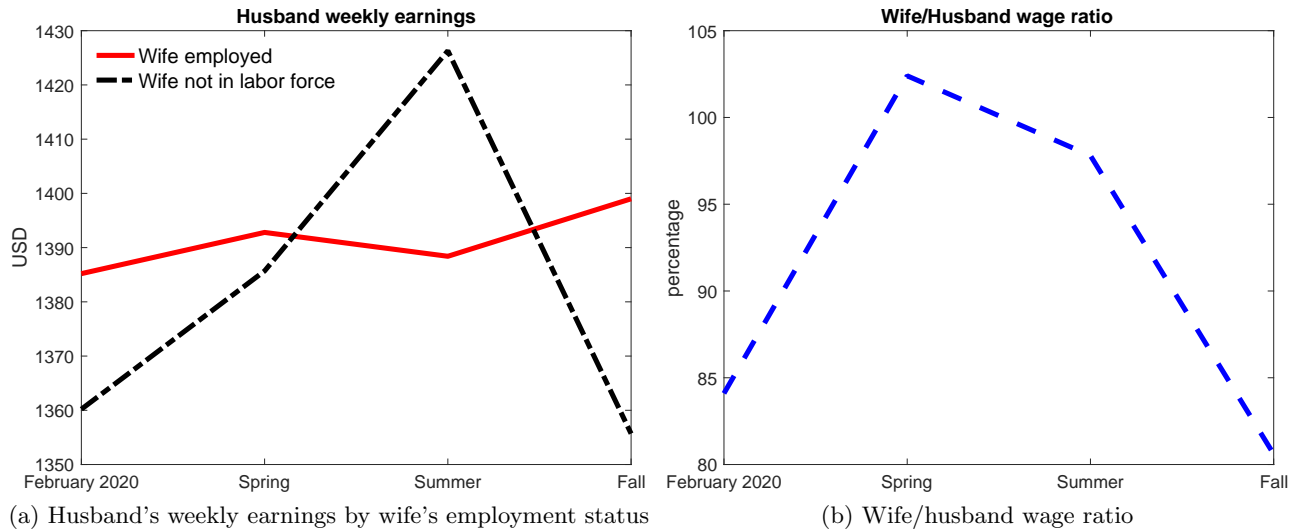 Husband weekly earnings
1430
1420
1410
1400
1390
1380
1370
1360
1350
USD
Wife employed
Wife not in labor force
February 2020 Spring Summer Fall
(a) Husband's weekly earnings by wife's employment status
Wife/Husband wage ratio
105
100
95
90
85
80
percentage
February 2020 Spring Summer Fall
(b) Wife/husband wage ratio